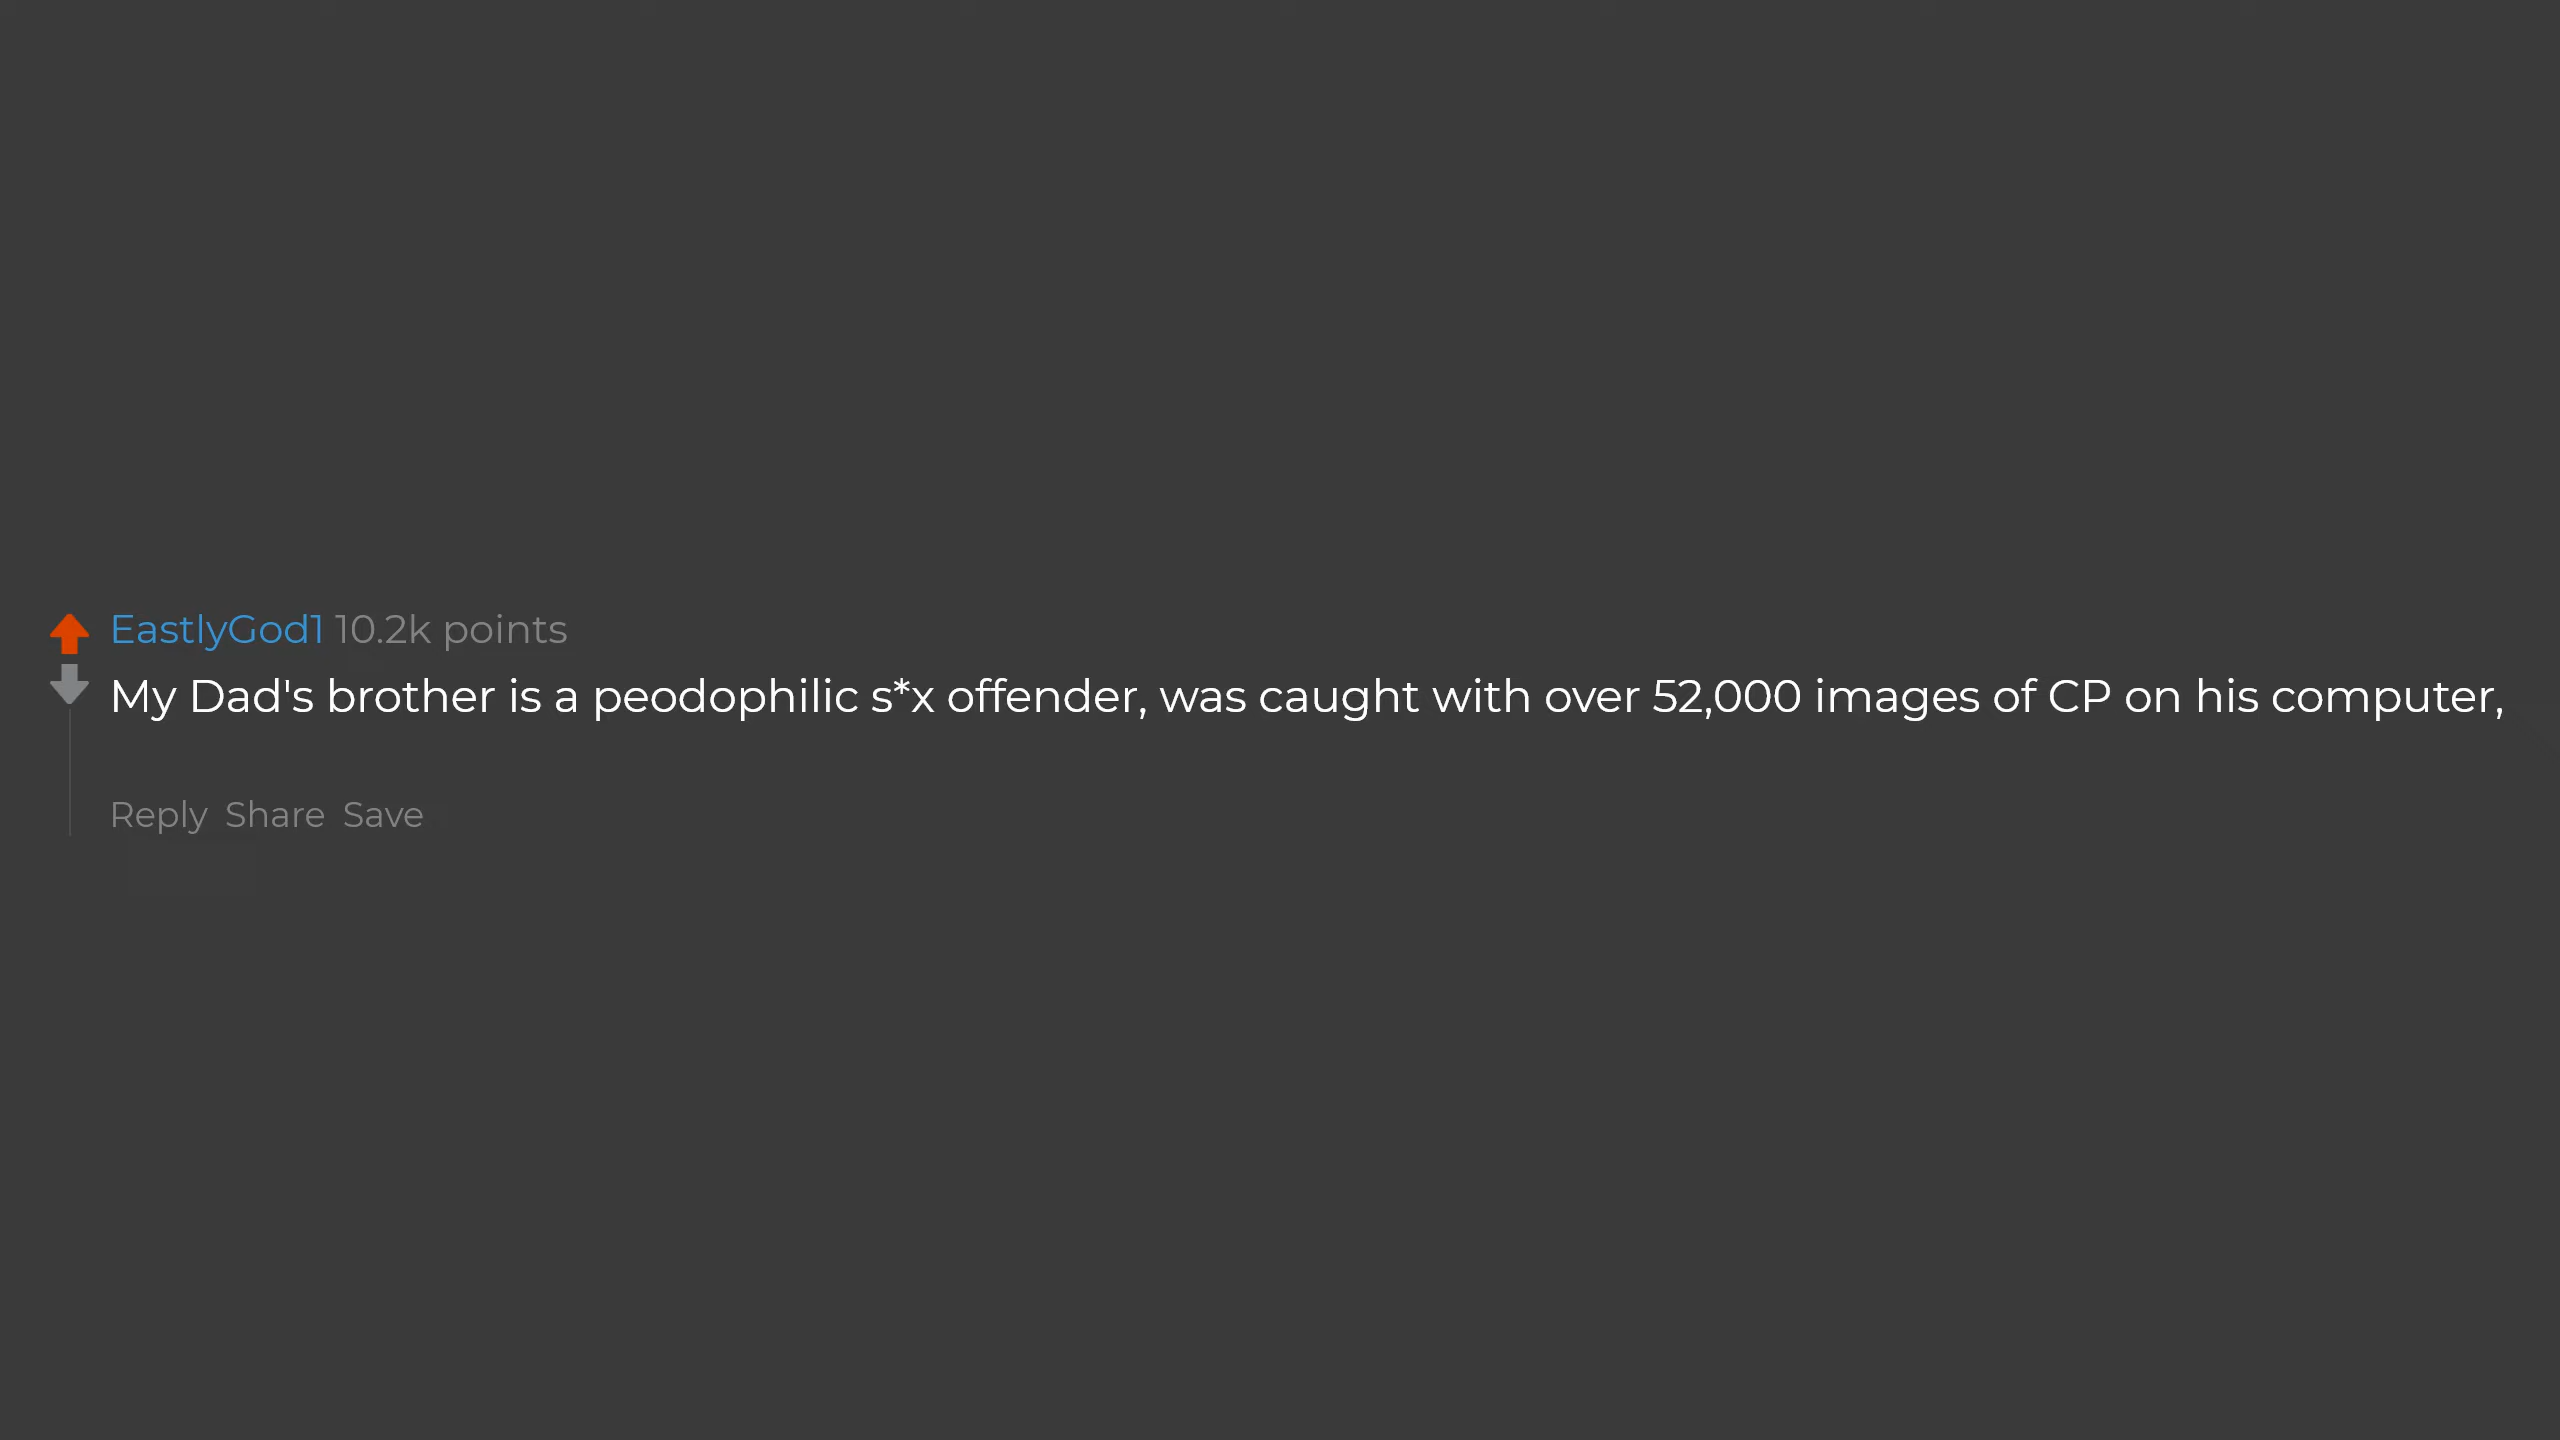 EastlyGod1 10.2k points
My Dad's brother is a peodophilic s*x offender, was caught with over 52,000 images of CP on his computer,
Reply Share Save